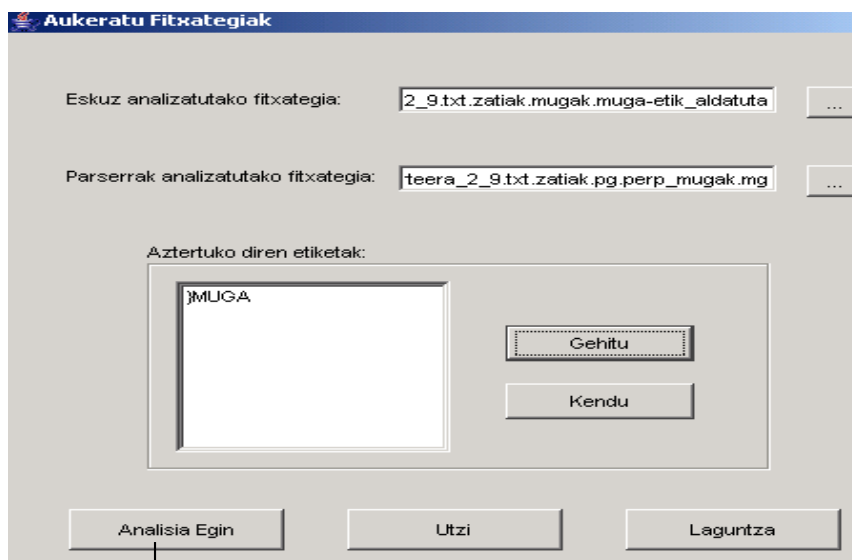 Aukeratu Fitxategiak
Eskuz analizatutako fitxategia: 2_9.txt.zatiak.mugak.muga-etik_aldatuta ...
Parserrak analizatutako fitxategia: teera_2_9.txt.zatiak.pg.perp_mugak.mg ...
Aztertuko diren etiketak:
}MUGA
Gehitu
Kendu
Analisia Egin Utzi Laguntza